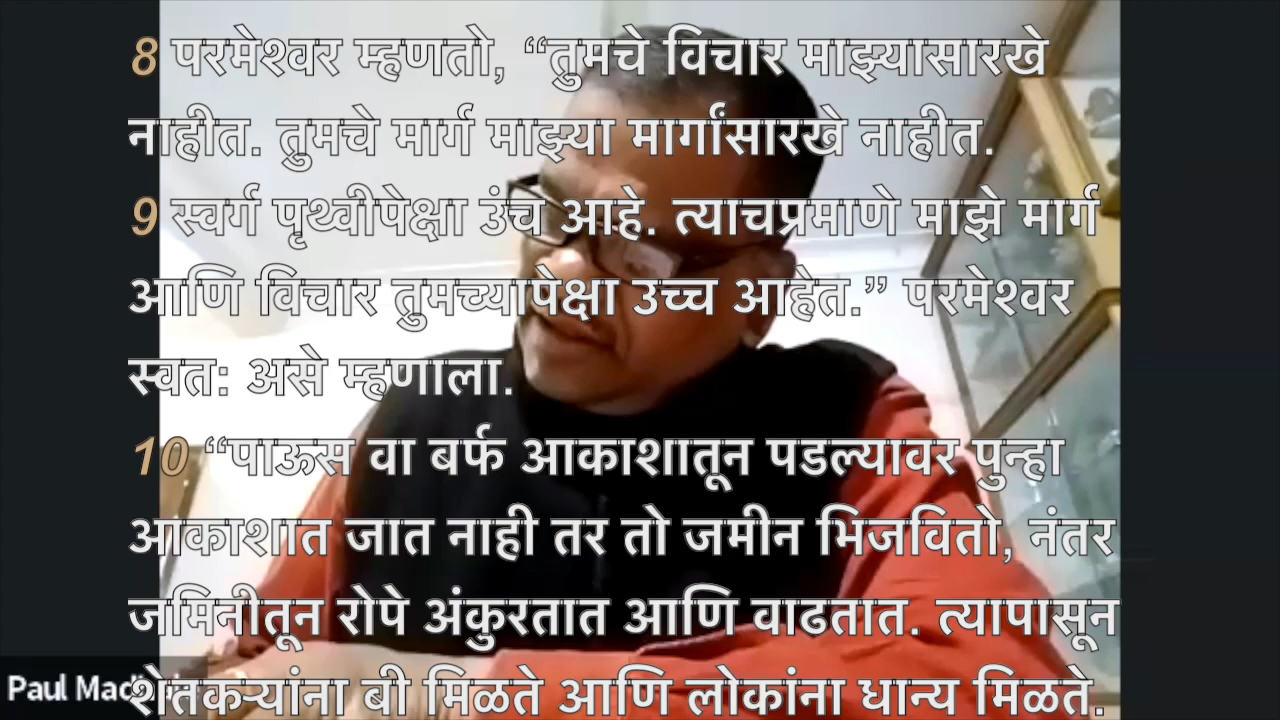 8 परमेश्वर म्हणतो, “तुमचे विचार माझ्यासारखे
नाहीत. तुमचे मार्ग माझ्या मार्गांसारखे नाहीत.
9 स्वर्ग पृथ्वीपेक्षा उंच आहे. त्याचप्रमाणे माझे मार्ग
आणि विचार तुमच्यापेक्षा उच्च आहेत.” परमेश्वर
स्वत: असे म्हणाला.
10 “पाऊस वा बर्फ आकाशातून पडल्यावर पुन्हा
आकाशात जात नाही तर तो जमीन भिजवितो, नंतर
जमिनीतून रोपे अंकुरतात आणि वाढतात. त्यापासून
शेतकऱ्यांना बी मिळते आणि लोकांना धान्य मिळते.
Paul